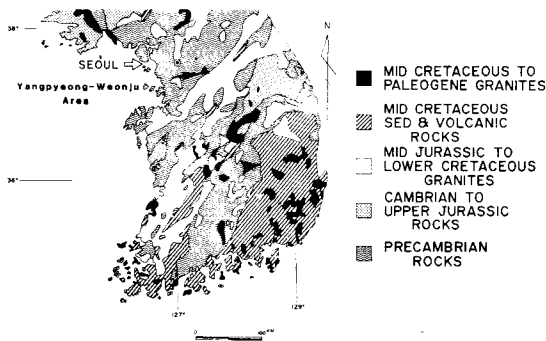 38°
SEOUL
Yangpyeong-Weonju
Area
36°
127°
129°
N
0 100 KM
MID CRETACEOUS TO
PALEOGENE GRANITES
MID CRETACEOUS
SED & VOLCANIC
ROCKS
MID JURASSIC TO
LOWER CRETACEOUS
GRANITES
CAMBRIAN TO
UPPER JURASSIC
ROCKS
PRECAMBRIAN
ROCKS